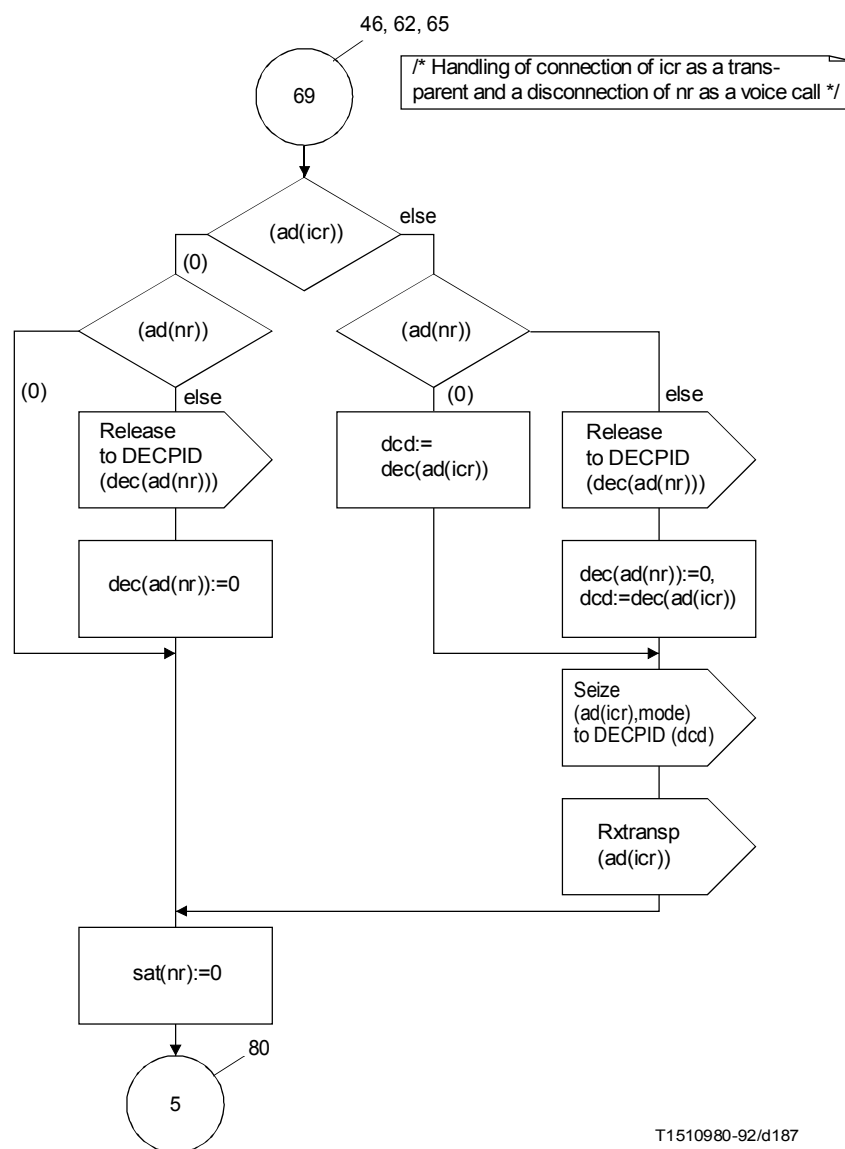 46, 62, 65
69
/* Handling of connection of icr as a trans-
parent and a disconnection of nr as a voice call */
(ad(icr))
else
(0)
(ad(nr))
(ad(nr))
(0)
else
(0)
else
Release
to DECPID
(dec(ad(nr)))
dcd:=
dec(ad(icr))
Release
to DECPID
(dec(ad(nr)))
dec(ad(nr)):=0
dec(ad(nr)):=0,
dcd:=dec(ad(icr))
Seize
(ad(icr),mode)
to DECPID (dcd)
Rxtransp
(ad(icr))
sat(nr):=0
80
5
T1510980-92/d187